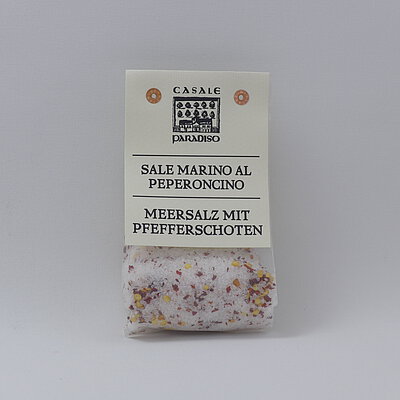 CASALE
PARADISO
SALE MARINO AL
PEPERONCINO
MEERSALZ MIT
PFEFFERSCHOTEN